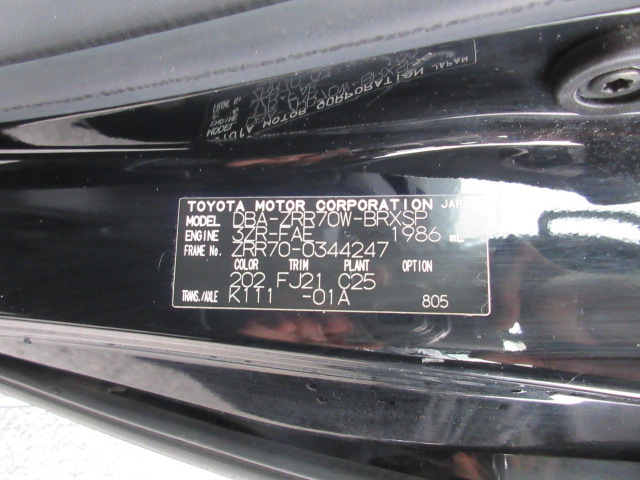 TOYOTA MOTOR CORPORATION JAPAN
MODEL DBA-ZRR70W-BRXSP
ENGINE 3ZR-FAE 1986 mL
FRAME No. ZRR70-0344247
COLOR TRIM PLANT OPTION
202 FJ21 C25
TRANS./AXLE K111 -01A 805